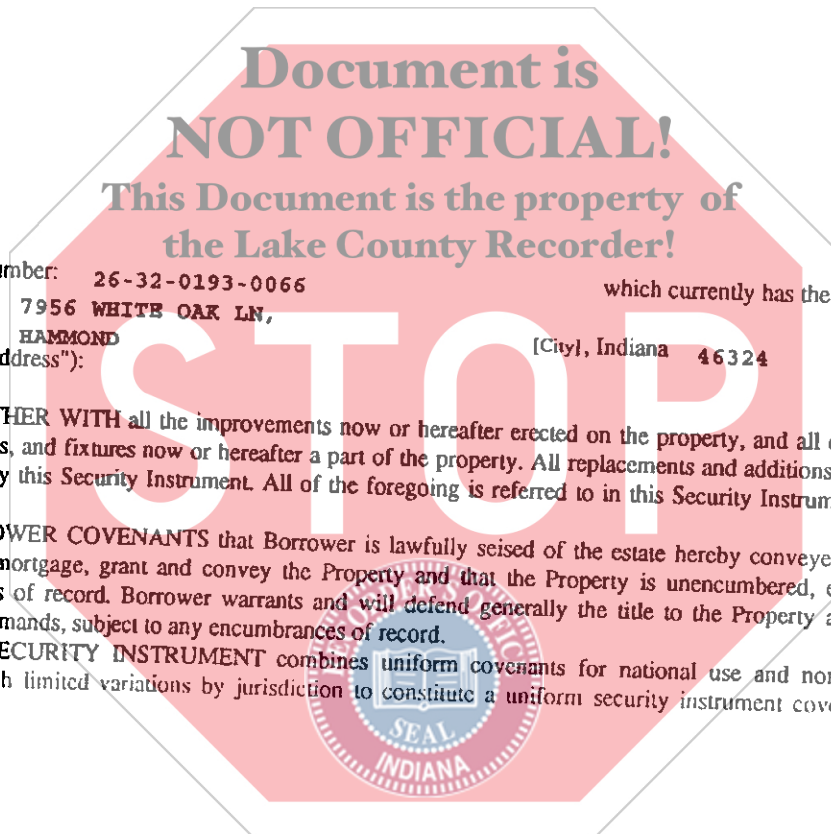 Document is
NOT OFFICIAL!
This Document is the property of
the Lake County Recorder!
umber: 26-32-0193-0066 which currently has the
7956 WHITE OAK LN,
HAMMOND [City], Indiana 46324
ddress"):
STOP
HER WITH all the improvements now or hereafter erected on the property, and all
s, and fixtures now or hereafter a part of the property. All replacements and additions
y this Security Instrument. All of the foregoing is referred to in this Security Instrum
OWER COVENANTS that Borrower is lawfully seised of the estate hereby conveye
mortgage, grant and convey the Property and that the Property is unencumbered, e
s of record. Borrower warrants and will defend generally the title to the Property a
mands, subject to any encumbrances of record.
ECURITY INSTRUMENT combines uniform covenants for national use and non
h limited variations by jurisdiction to constitute a uniform security instrument cove
RECORDER'S OFFICE
SEAL
INDIANA